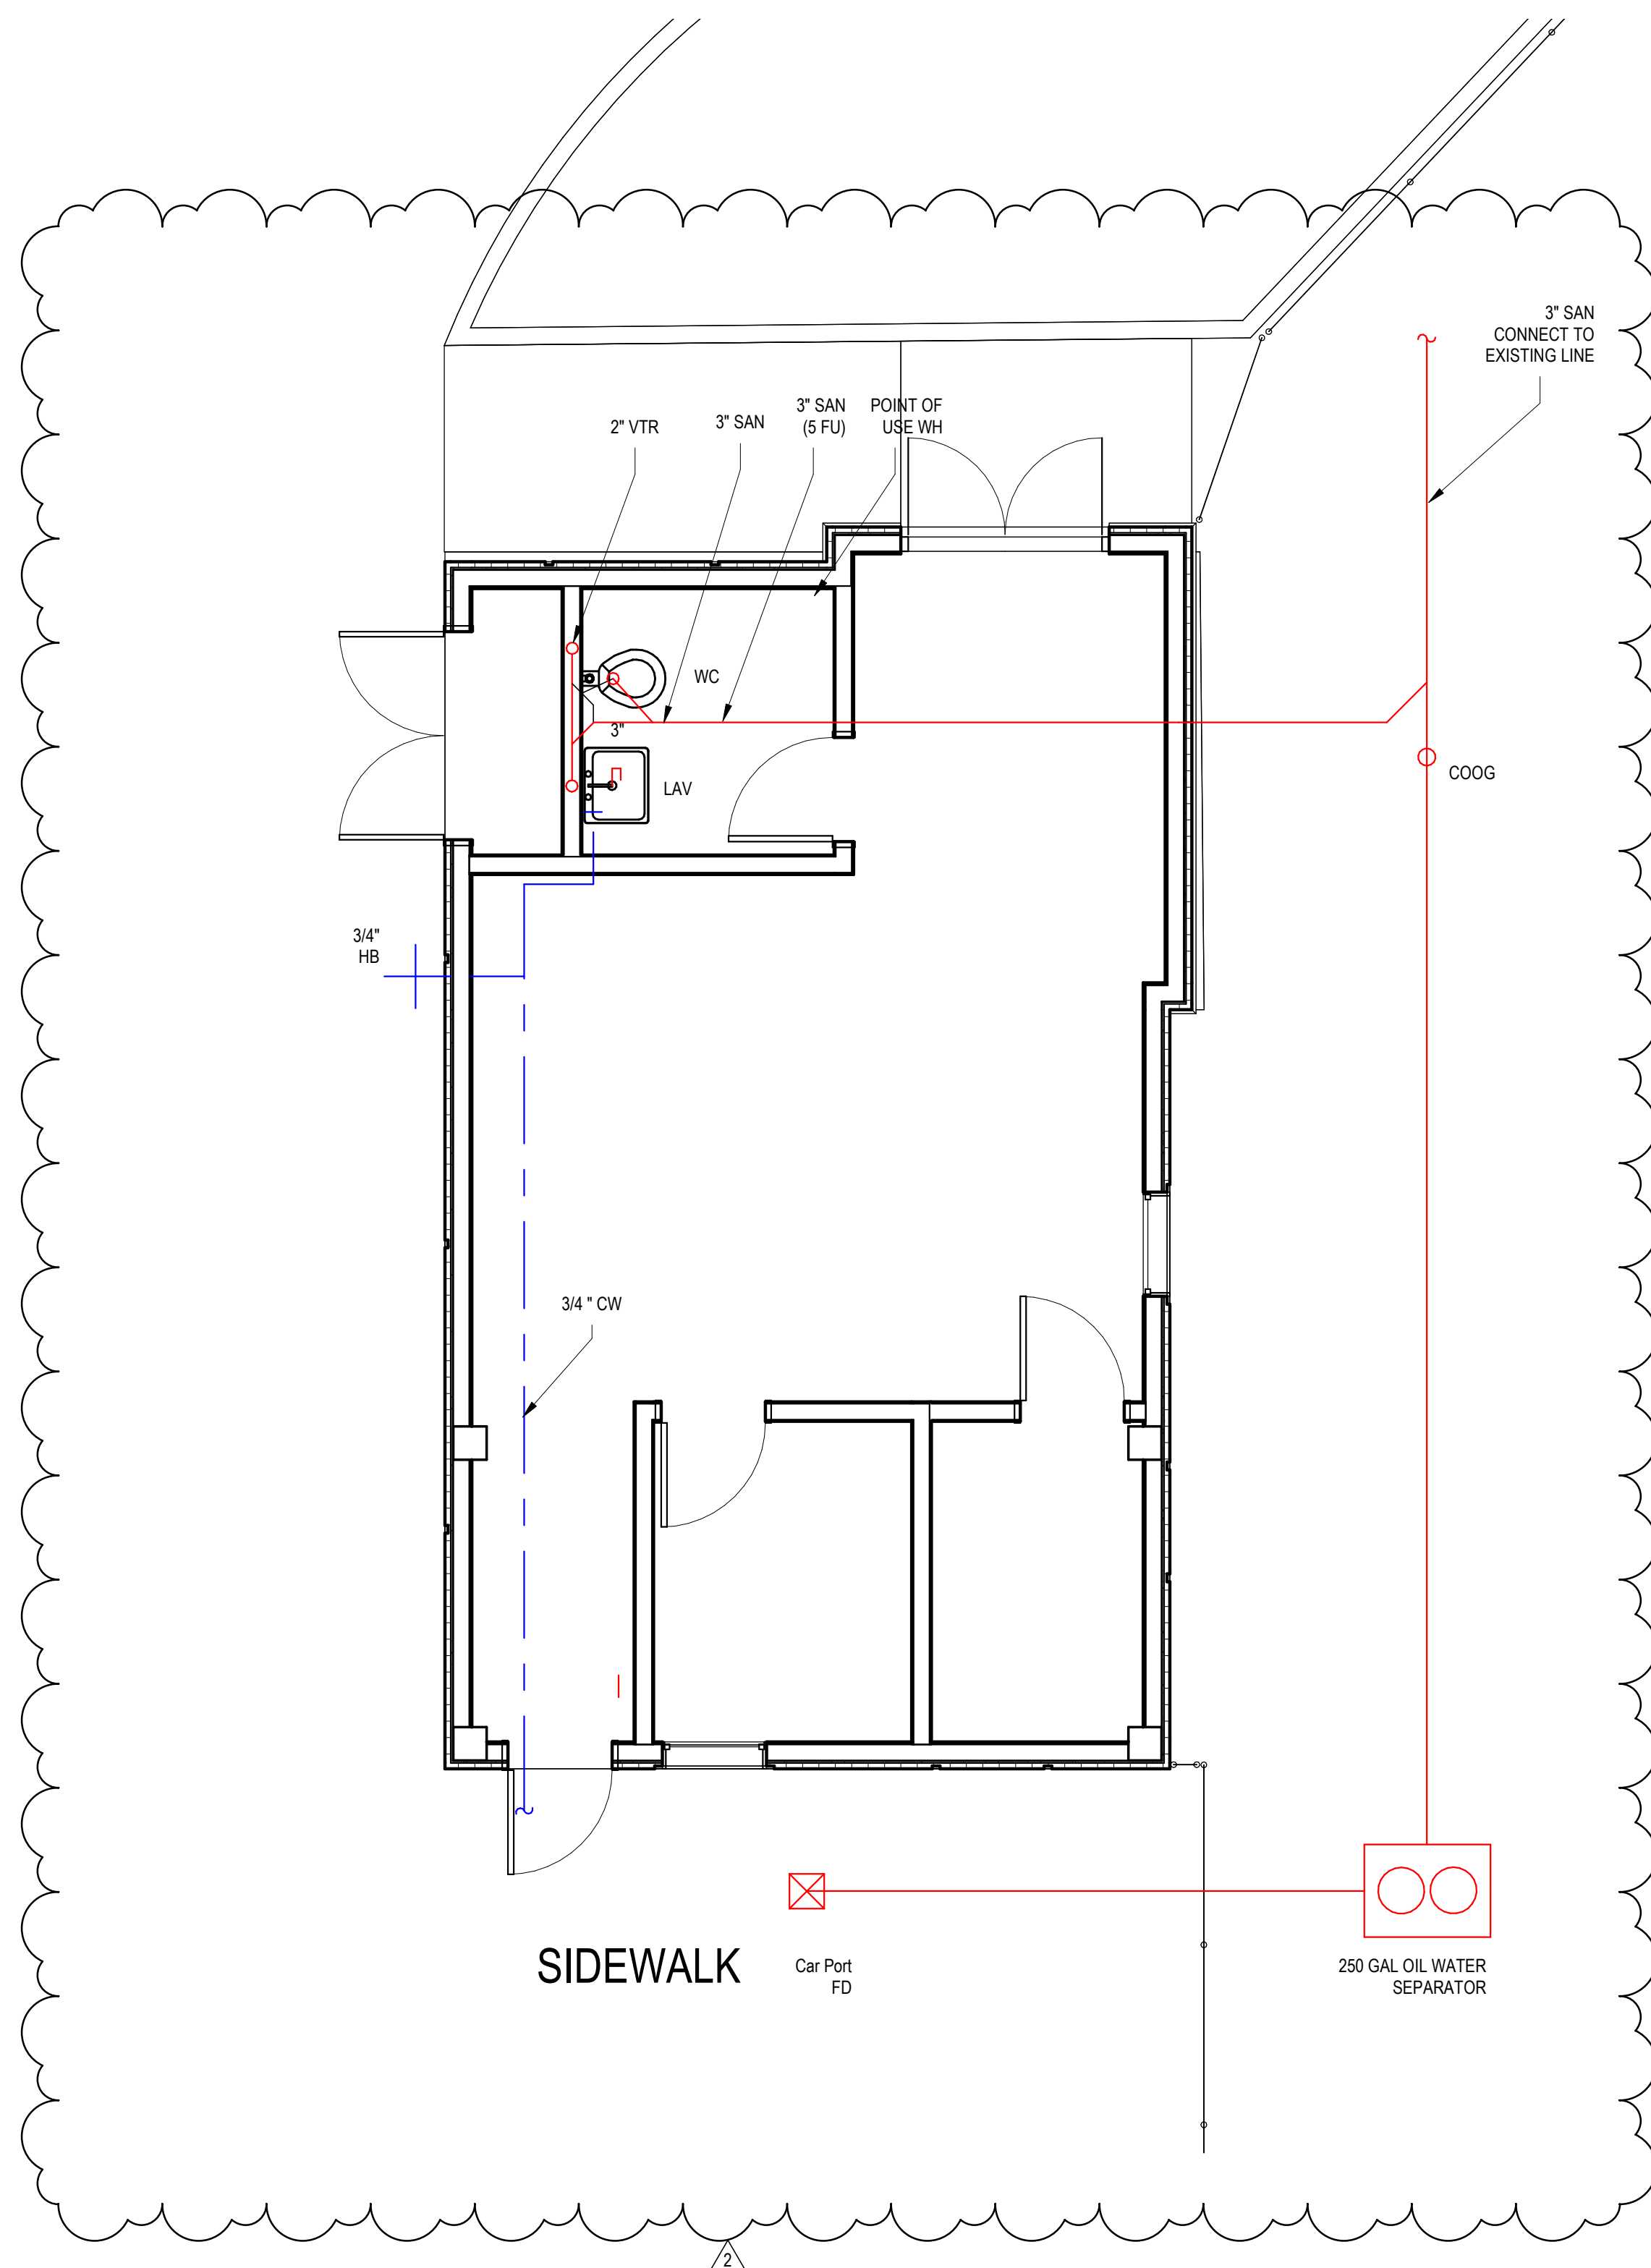 3" SAN
CONNECT TO
EXISTING LINE
2" VTR
3" SAN
3" SAN
(5 FU)
POINT OF
USE WH
WC
3"
LAV
COOG
3/4"
HB
3/4 " CW
SIDEWALK
Car Port
FD
250 GAL OIL WATER
SEPARATOR
2